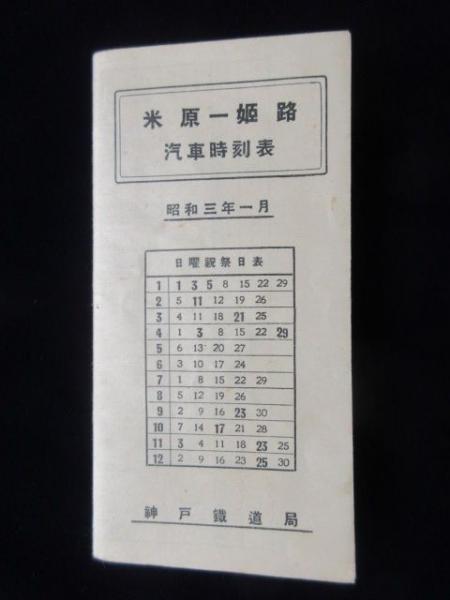 米原一姫路
汽車時刻表
昭和三年一月
日曜祝祭日表
1 1 3 5 8 15 22 29
2 5 11 12 19 26
3 4 11 18 21 25
4 1 3 8 15 22 29
5 6 13 20 27
6 3 10 17 24
7 1 8 15 22 29
8 5 12 19 26
9 2 9 16 23 30
10 7 14 17 21 28
11 3 4 11 18 23 25
12 2 9 16 23 25 30
神戸鐵道局